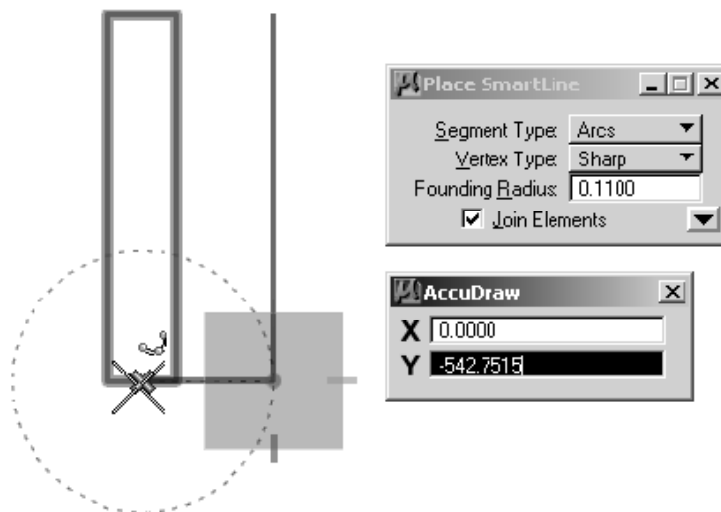 Place SmartLine
Segment Type: Arcs
Vertex Type: Sharp
Founding Radius: 0.1100
Join Elements
AccuDraw
X 0.0000
Y -542.7515